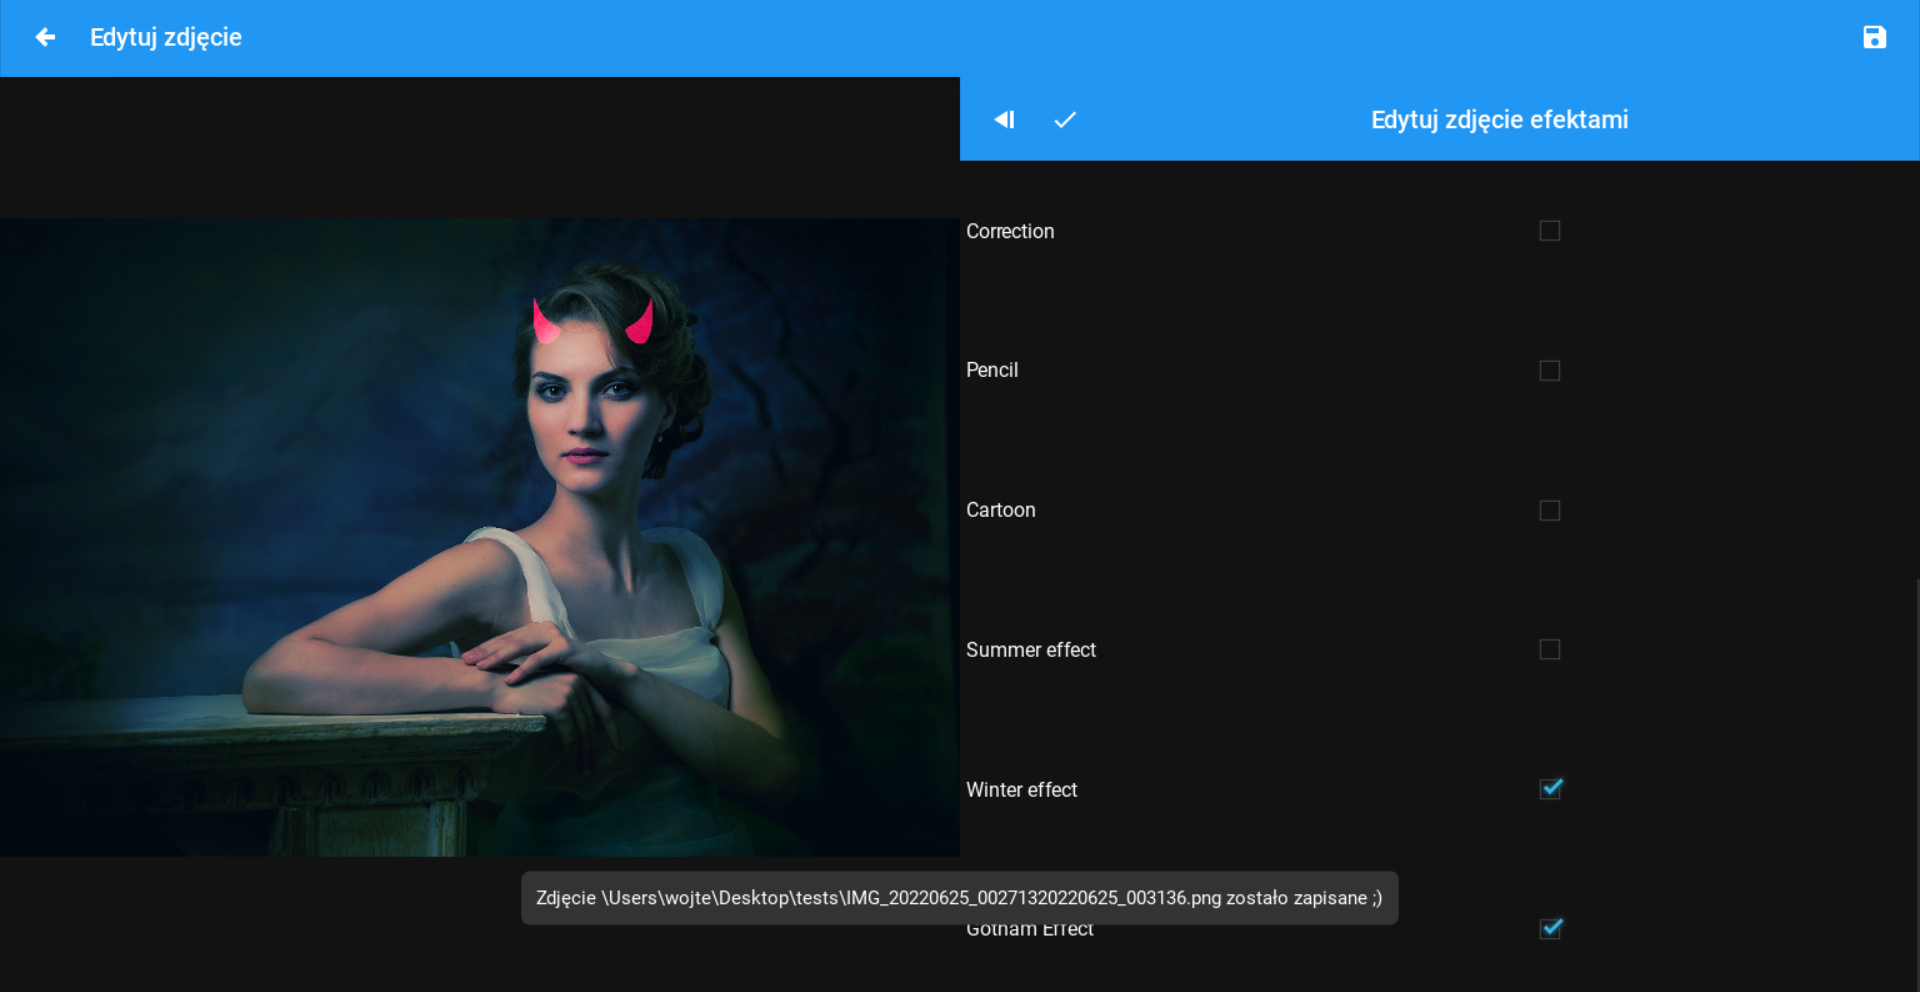 Edytuj zdjęcie
Edytuj zdjęcie efektami
Correction
Pencil
Cartoon
Summer effect
Winter effect
Zdjęcie \Users\wojte\Desktop\tests\IMG_20220625_00271320220625_003136.png zostało zapisane ;)
Gotham Effect